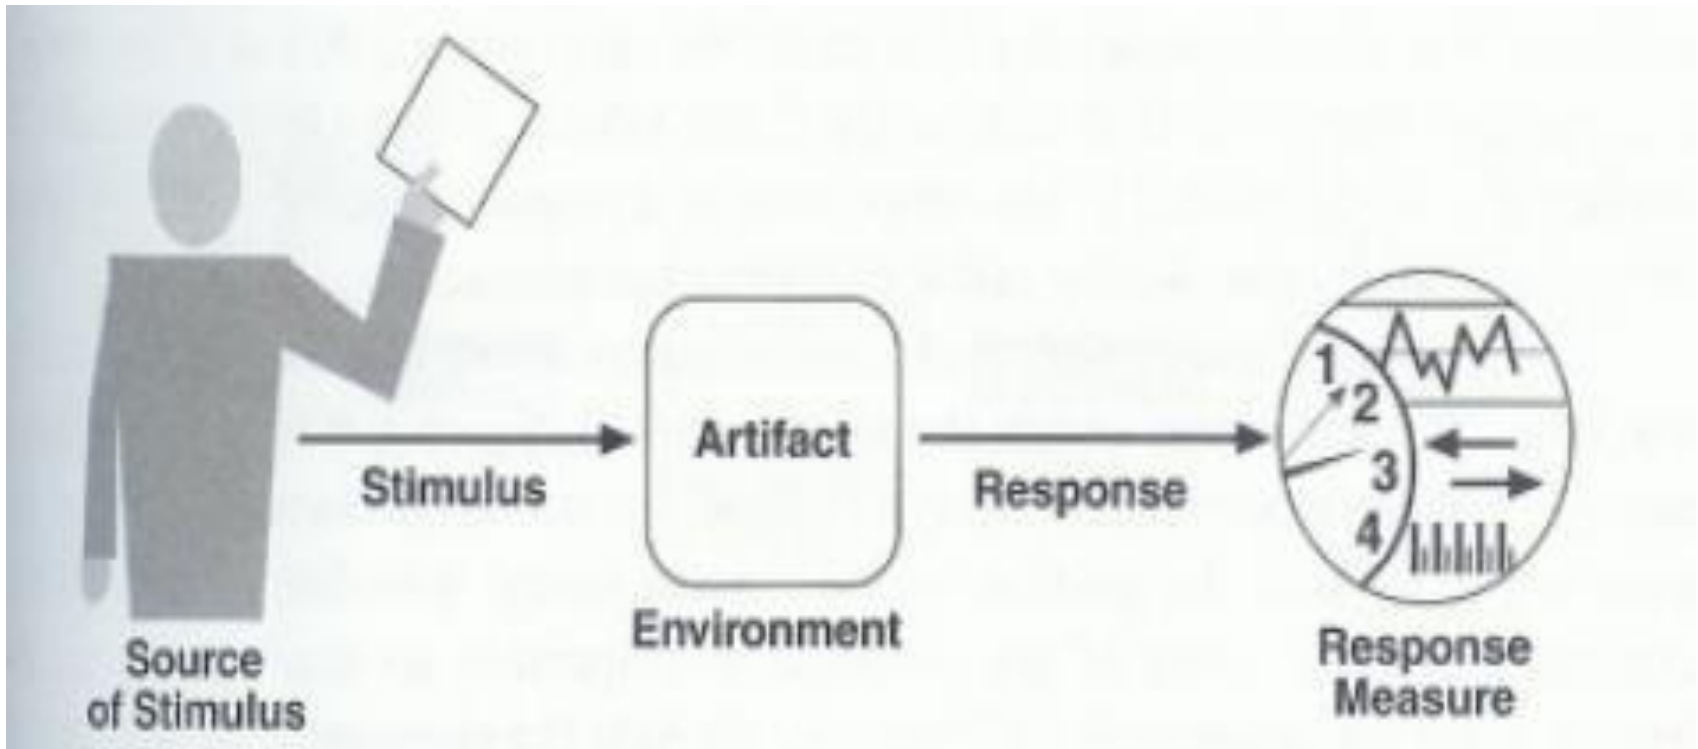 Source
of Stimulus
Stimulus
Artifact
Environment
Response
1
2
3
4
Response
Measure